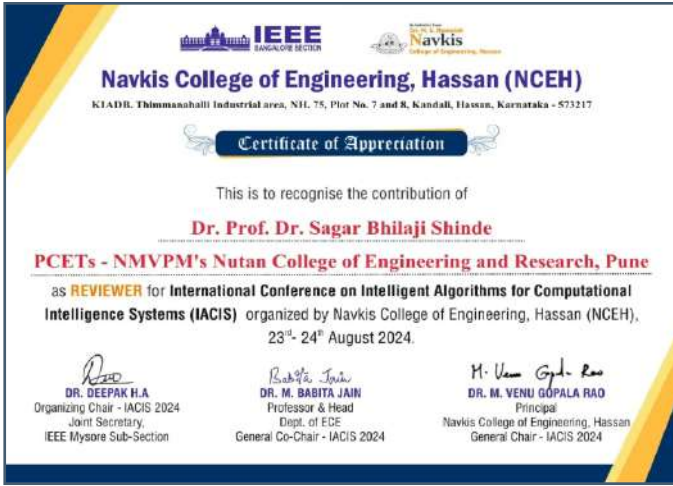 IEEE
BANGALORE SECTION
Navkis
College of Engineering, Hassan
Navkis College of Engineering, Hassan (NCEH)
KIADB. Thimmanahalli Industrial area, NH. 75, Plot No. 7 and 8, Kandali, Hassan, Karnataka - 573217
Certificate of Appreciation
This is to recognise the contribution of
Dr. Prof. Dr. Sagar Bhilaji Shinde
PCETs - NMVPM's Nutan College of Engineering and Research, Pune
as REVIEWER for International Conference on Intelligent Algorithms for Computational
Intelligence Systems (IACIS) organized by Navkis College of Engineering, Hassan (NCEH),
23rd- 24th August 2024.
Babita Jain
M. Venu Gopala Rao
DR. DEEPAK H.A
Organizing Chair - IACIS 2024
Joint Secretary,
IEEE Mysore Sub-Section
DR. M. BABITA JAIN
Professor & Head
Dept. of ECE
General Co-Chair - IACIS 2024
DR. M. VENU GOPALA RAO
Principal
Navkis College of Engineering, Hassan
General Chair - IACIS 2024